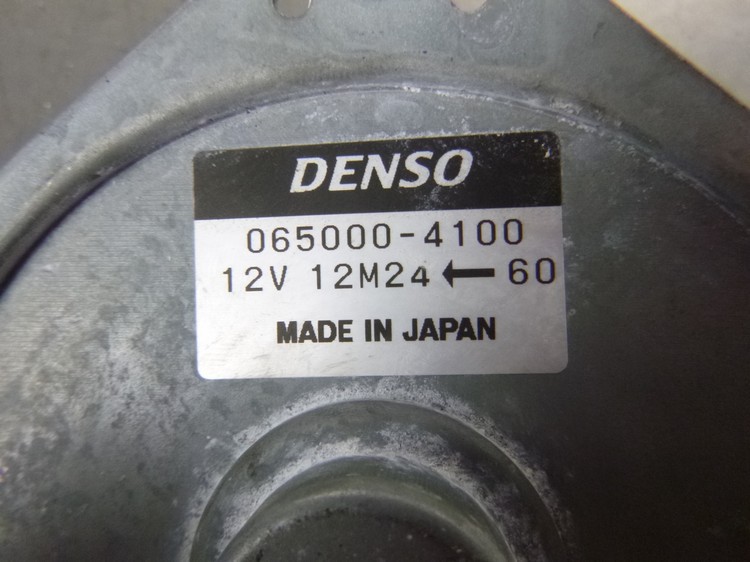 DENSO
065000-4100
12V 12M24 ← 60
MADE IN JAPAN